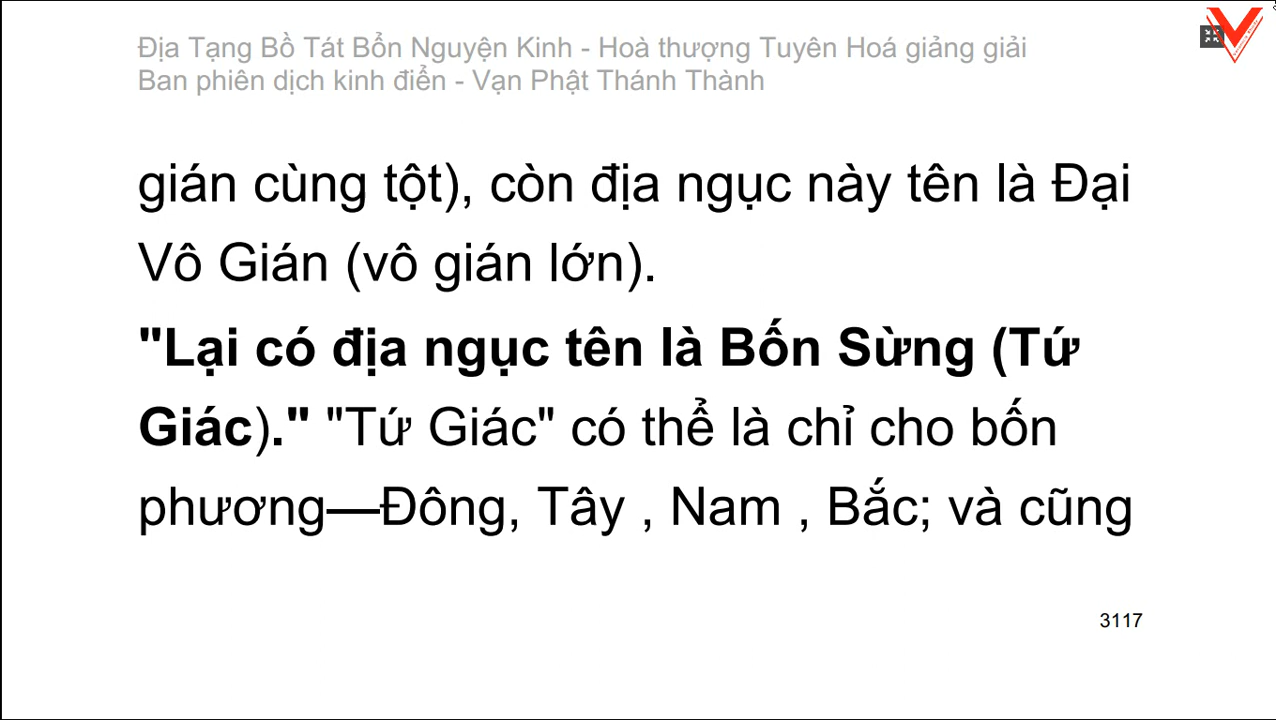 Địa Tạng Bồ Tát Bổn Nguyện Kinh - Hoà thượng Tuyên Hoá giảng giải
Ban phiên dịch kinh điển - Vạn Phật Thánh Thành
gián cùng tột), còn địa ngục này tên là Đại
Vô Gián (vô gián lớn).
"Lại có địa ngục tên là Bốn Sừng (Tứ
Giác)." "Tứ Giác" có thể là chỉ cho bốn
phương—Đông, Tây , Nam , Bắc; và cũng
3117